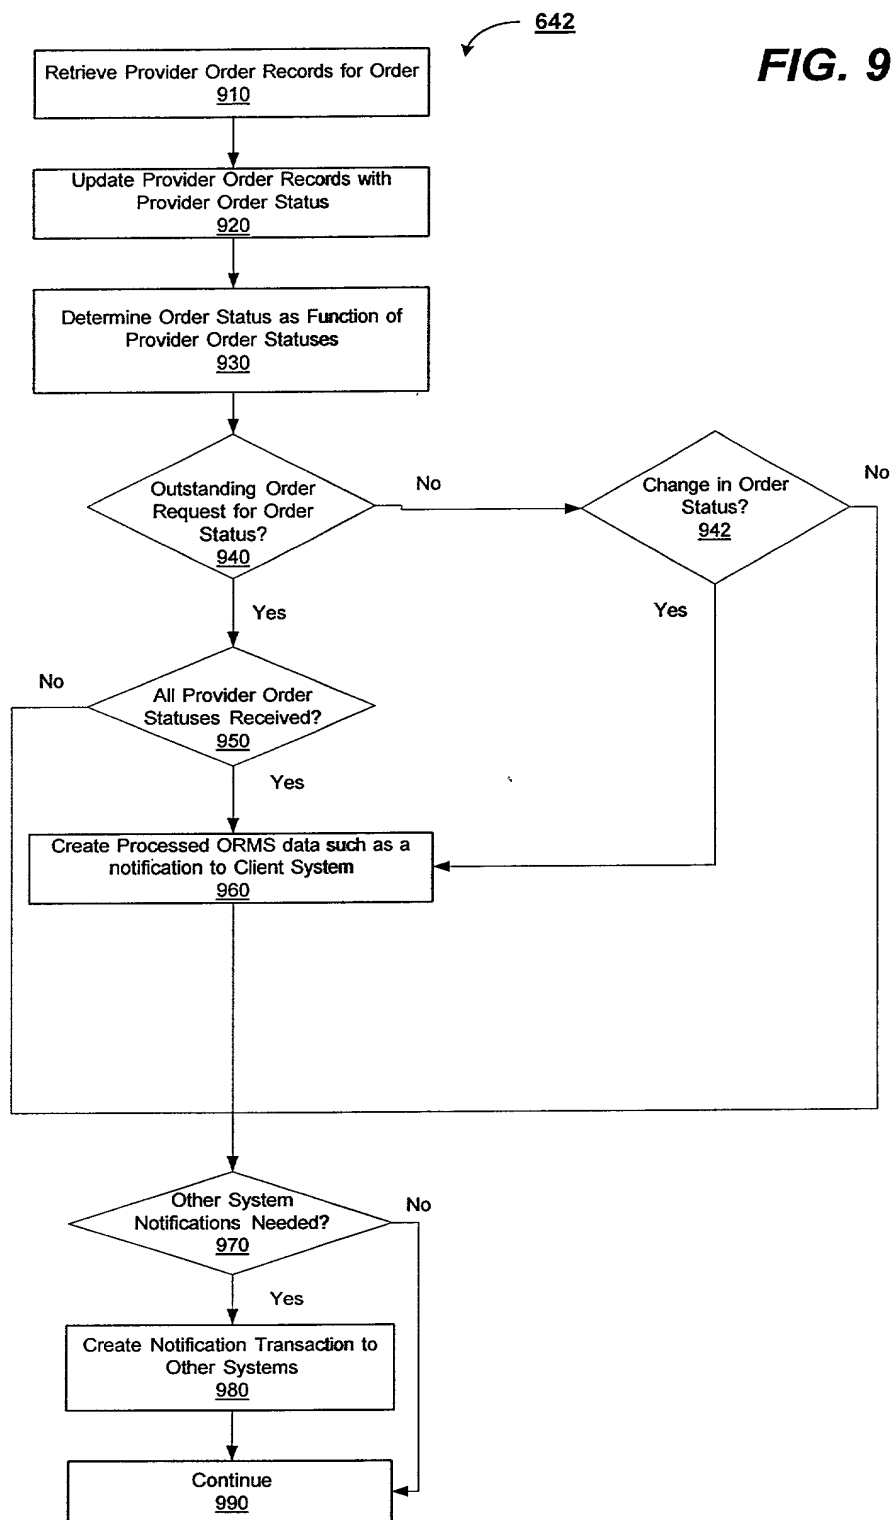 642
FIG. 9
Retrieve Provider Order Records for Order
910
Update Provider Order Records with
Provider Order Status
920
Determine Order Status as Function of
Provider Order Statuses
930
Outstanding Order
Request for Order
Status?
940
No
Change in Order
Status?
942
No
Yes
Yes
No
All Provider Order
Statuses Received?
950
Yes
Create Processed ORMS data such as a
notification to Client System
960
Other System
Notifications Needed?
970
No
Yes
Create Notification Transaction to
Other Systems
980
Continue
990